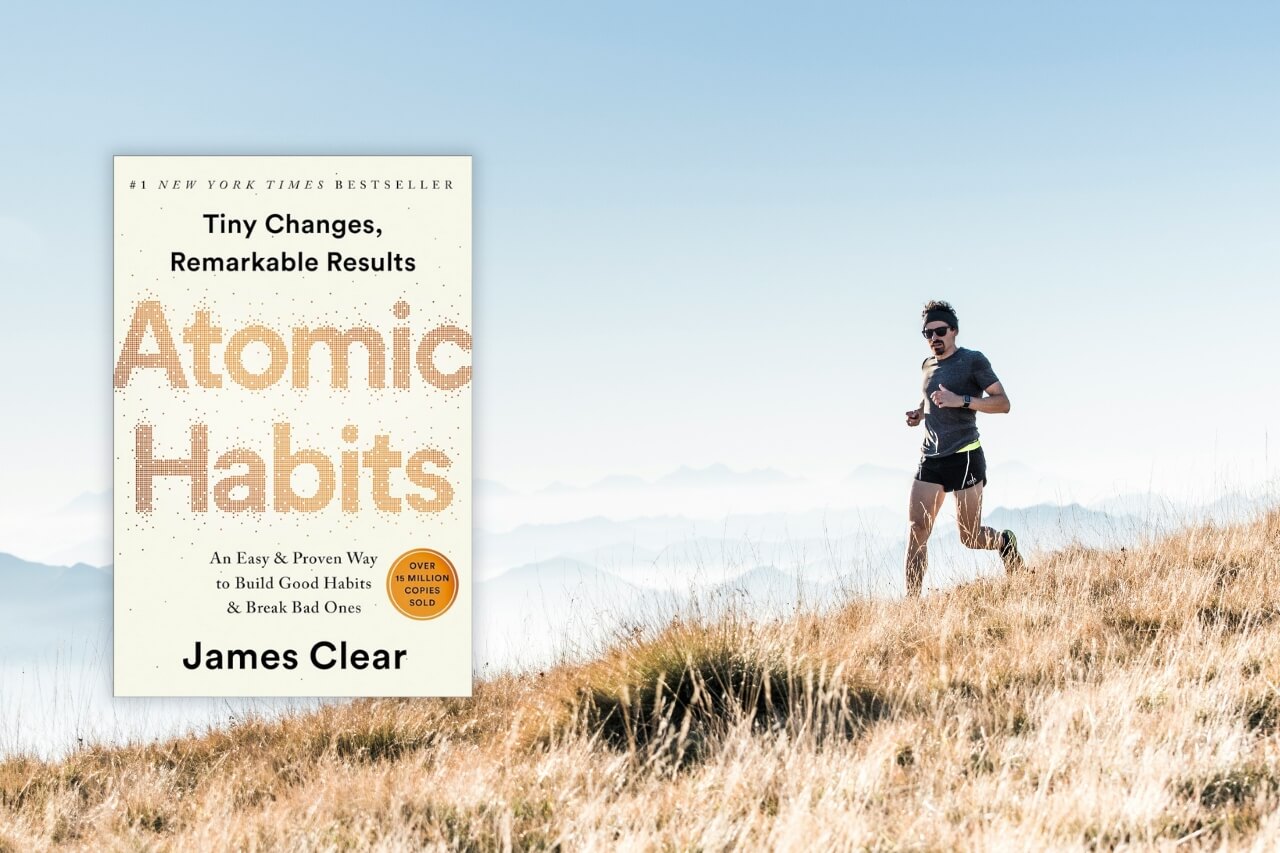 #1 NEW YORK TIMES BESTSELLER
Tiny Changes,
Remarkable Results
Atomic
Habits
An Easy & Proven Way
to Build Good Habits
& Break Bad Ones
OVER
15 MILLION
COPIES
SOLD
James Clear